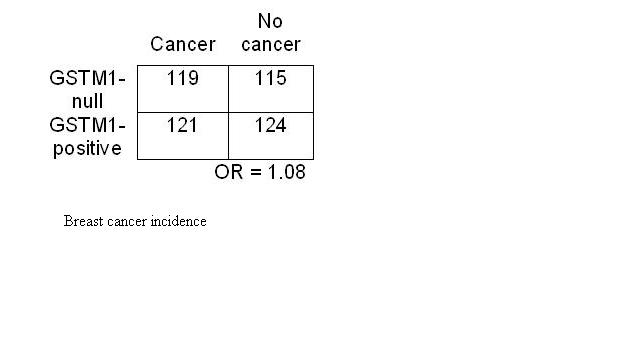 No
Cancer cancer
GSTM1-
null 119 115
GSTM1-
positive 121 124
OR = 1.08
Breast cancer incidence